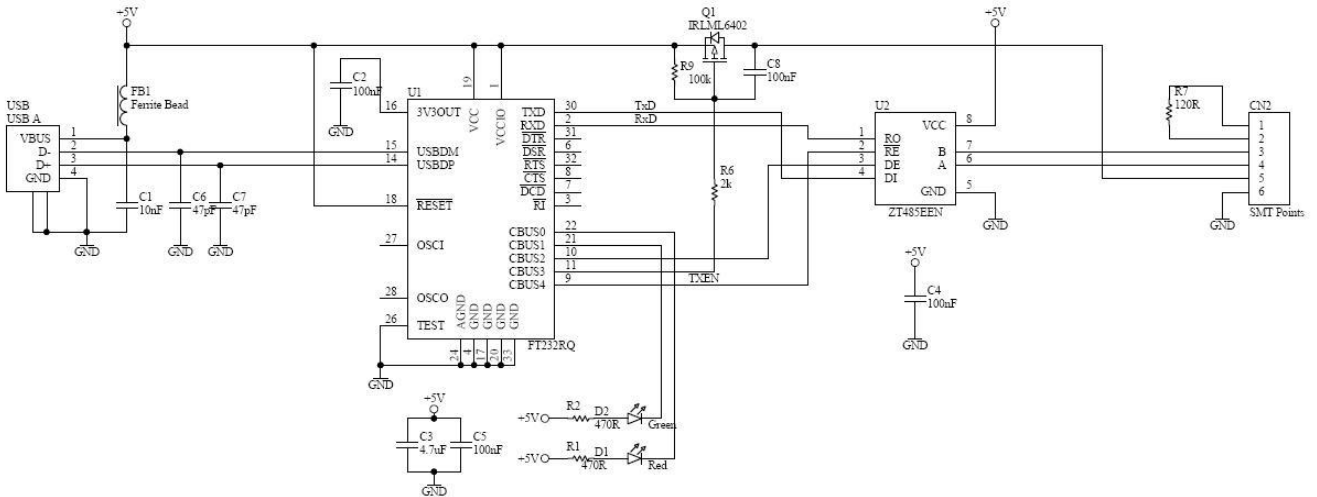 +5V
Q1
IRLML6402
+5V
FB1
Ferrite Bead
C2
100nF
GND
R9
100k
C8
100nF
R7
120R
CN2
1
2
3
4
5
6
SMT Points
GND
USB
USB A
VBUS
D-
D+
GND
1
2
3
4
C1
10nF
C6
47pF
C7
47pF
GND
GND
GND
U1
19
1
16
15
14
18
27
28
26
3V3OUT
VCC
VCCIO
USBDM
USBDP
RESET
OSCI
OSCO
TEST
AGND
GND
GND
GND
GND
24
4
17
20
33
GND
TXD
RXD
DTR
DSR
RTS
CTS
DCD
RI
CBUS0
CBUS1
CBUS2
CBUS3
CBUS4
30
2
31
6
32
8
7
3
22
21
10
11
9
FT232RQ
TxD
RxD
TXEN
R6
2k
U2
1
2
3
4
RO
RE
DE
DI
VCC
B
A
GND
8
7
6
5
ZT485EEN
GND
+5V
C4
100nF
GND
+5V
C3
4.7uF
C5
100nF
GND
+5V
R2
470R
D2
Green
+5V
R1
470R
D1
Red